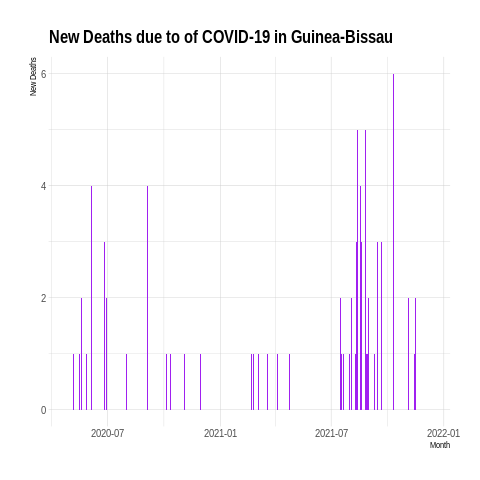 New Deaths due to of COVID-19 in Guinea-Bissau
New Deaths
6
4
2
0
2020-07
2021-01
2021-07
2022-01
Month